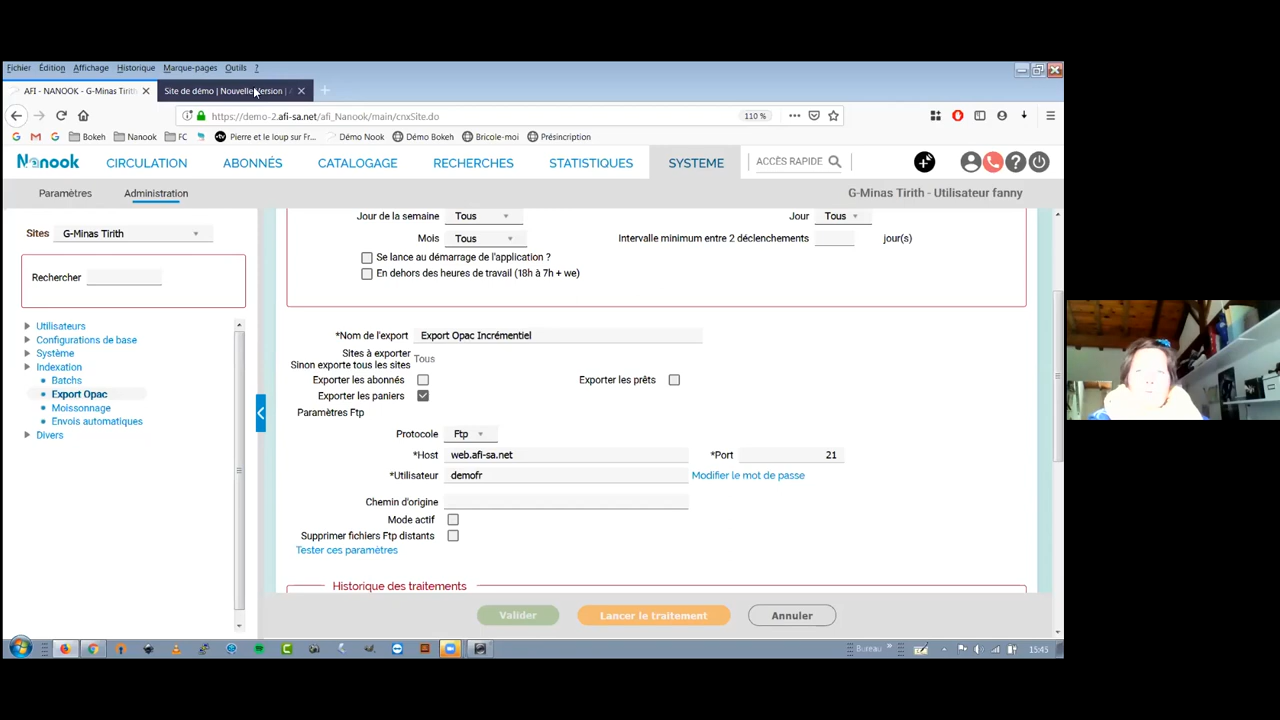 Fichier Édition Affichage Historique Marque-pages Outils ?
AFI - NANOOK - G-Minas Tirith
Site de démo | Nouvelle Version |
https://demo-2.afi-sa.net/afi_Nanook/main/cnxSite.do 110 %
Bokeh Nanook FC Pierre et le loup sur Fr... Démo Nook Démo Bokeh Bricole-moi Présincription
Nanook CIRCULATION ABONNÉS CATALOGAGE RECHERCHES STATISTIQUES SYSTEME ACCÈS RAPIDE
Paramètres Administration G-Minas Tirith - Utilisateur fanny
Sites G-Minas Tirith
Rechercher
Utilisateurs
Configurations de base
Système
Indexation
Batchs
Export Opac
Moissonnage
Envois automatiques
Divers
Jour de la semaine Tous Jour Tous
Mois Tous Intervalle minimum entre 2 déclenchements jour(s)
Se lance au démarrage de l'application ?
En dehors des heures de travail (18h à 7h + we)
*Nom de l'export Export Opac Incrémentiel
Sites à exporter
Sinon exporte tous les sites Tous
Exporter les abonnés Exporter les prêts
Exporter les paniers
Paramètres Ftp
Protocole Ftp
*Host web.afi-sa.net *Port 21
*Utilisateur demofr Modifier le mot de passe
Chemin d'origine
Mode actif
Supprimer fichiers Ftp distants
Tester ces paramètres
Historique des traitements
Valider Lancer le traitement Annuler
Bureau » 15:45